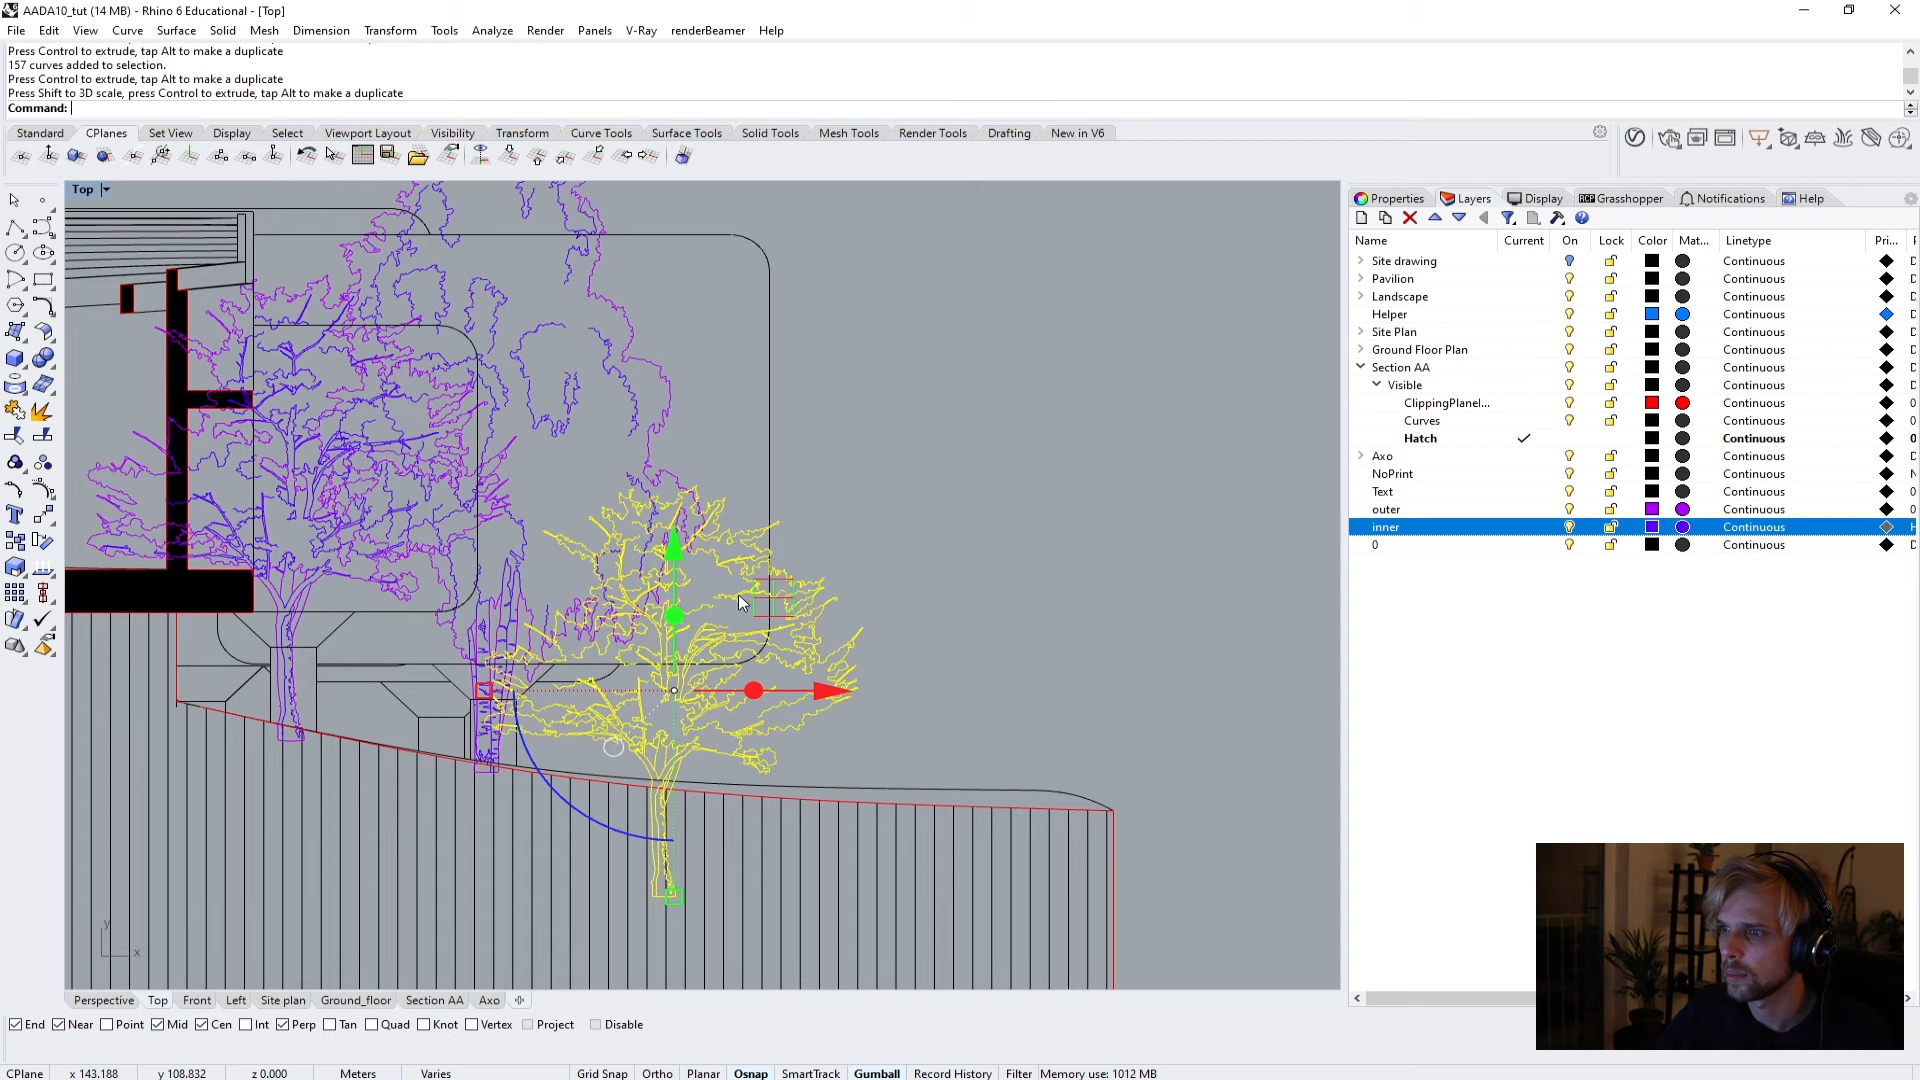 AADA10_tut (14 MB) - Rhino 6 Educational - [Top]
File Edit View Curve Surface Solid Mesh Dimension Transform Tools Analyze Render Panels V-Ray renderBeamer Help
Press Control to extrude, tap Alt to make a duplicate
157 curves added to selection.
Press Control to extrude, tap Alt to make a duplicate
Press Shift to 3D scale, press Control to extrude, tap Alt to make a duplicate
Command:
Standard CPlanes Set View Display Select Viewport Layout Visibility Transform Curve Tools Surface Tools Solid Tools Mesh Tools Render Tools Drafting New in V6
Top
Properties Layers Display Grasshopper Notifications Help
Name Current On Lock Color Mat... Linetype Pri...
Site drawing Continuous
Pavilion Continuous
Landscape Continuous
Helper Continuous
Site Plan Continuous
Ground Floor Plan Continuous
Section AA Continuous
Visible Continuous
ClippingPlanel... Continuous
Curves Continuous
Hatch Continuous
Axo Continuous
NoPrint Continuous
Text Continuous
outer Continuous
inner Continuous
0 Continuous
y
x
Perspective Top Front Left Site plan Ground_floor Section AA Axo
End Near Point Mid Cen Int Perp Tan Quad Knot Vertex Project Disable
CPlane x 143.188 y 108.832 z 0.000 Meters Varies Grid Snap Ortho Planar Osnap SmartTrack Gumball Record History Filter Memory use: 1012 MB